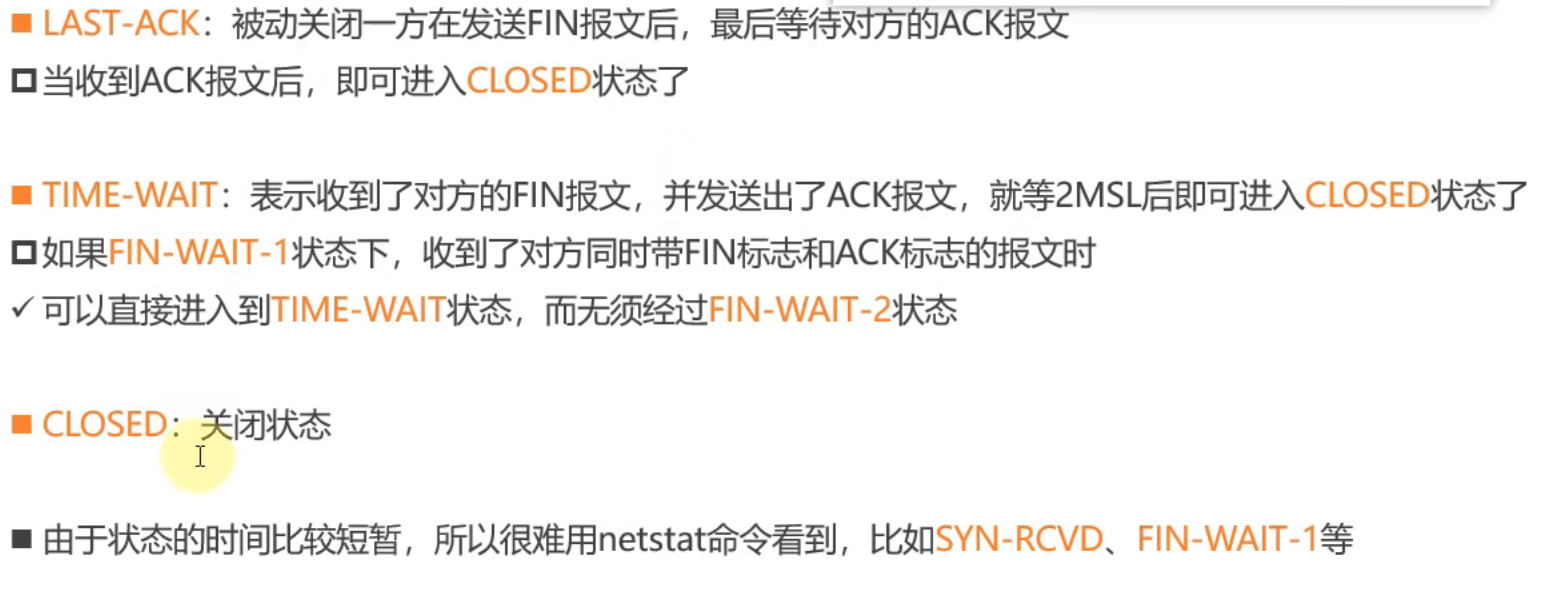 LAST-ACK：被动关闭一方在发送FIN报文后，最后等待对方的ACK报文
当收到ACK报文后，即可进入CLOSED状态了
TIME-WAIT：表示收到了对方的FIN报文，并发送出了ACK报文，就等2MSL后即可进入CLOSED状态了
如果FIN-WAIT-1状态下，收到了对方同时带FIN标志和ACK标志的报文时
✓ 可以直接进入到TIME-WAIT状态，而无须经过FIN-WAIT-2状态
CLOSED：关闭状态
由于状态的时间比较短暂，所以很难用netstat命令看到，比如SYN-RCVD、FIN-WAIT-1等